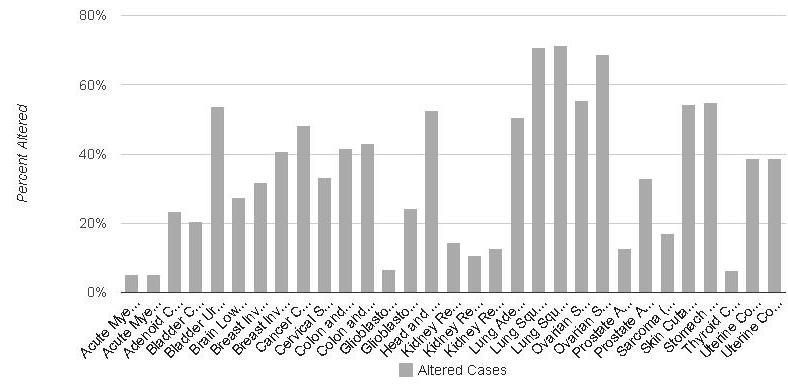 80%
60%
40%
20%
0%
Percent Altered
Acute Mye...
Acute Mye...
Adenoid C...
Bladder C...
Bladder Ur...
Brain Low...
Breast Inv...
Breast Inv...
Cancer C...
Cervical S...
Colon and...
Colon and...
Glioblasto...
Glioblasto...
Head and ...
Kidney Re...
Kidney Re...
Kidney Re...
Lung Ade...
Lung Squ...
Lung Squ...
Ovarian S...
Ovarian S...
Prostate A...
Prostate A...
Sarcoma (...
Skin Cuta...
Stomach ...
Thyroid C...
Uterine Co...
Uterine Co...
Altered Cases